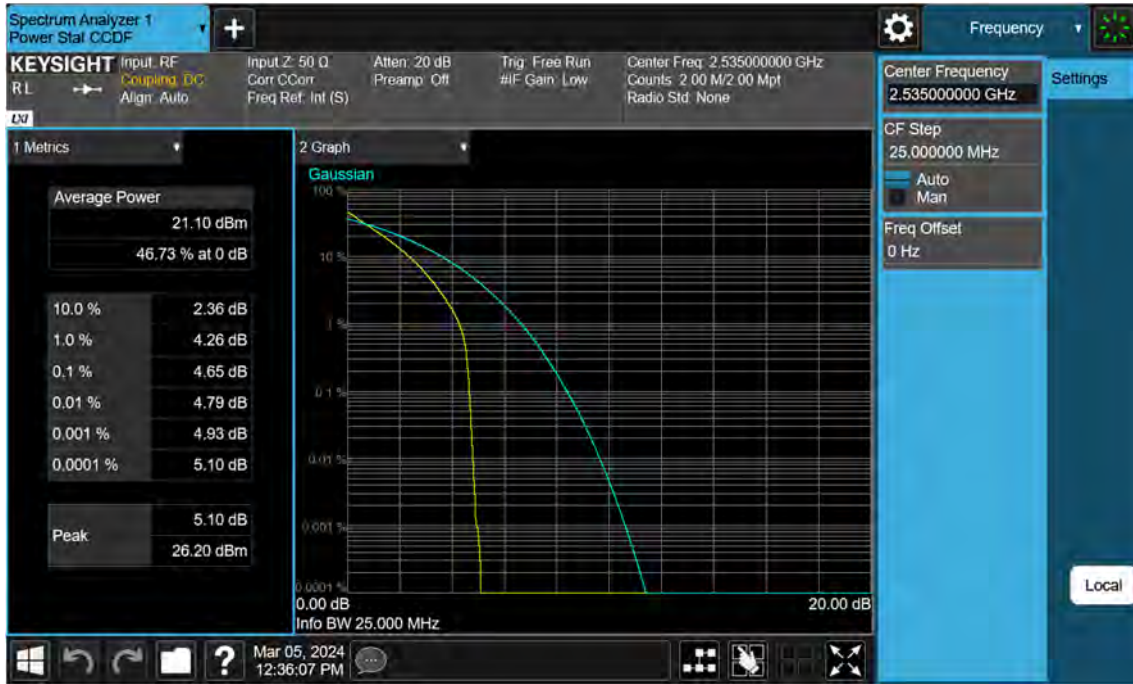 Spectrum Analyzer 1
Power Stat CCDF
+
Frequency
KEYSIGHT
RL
LXI
Input: RF
Coupling: DC
Align: Auto
Input Z: 50 Ω
Corr CCorr
Freq Ref: Int (S)
Atten: 20 dB
Preamp: Off
Trig: Free Run
#IF Gain: Low
Center Freq: 2.535000000 GHz
Counts: 2.00 M/2.00 Mpt
Radio Std: None
Center Frequency
2.535000000 GHz
Settings
CF Step
25.000000 MHz
Auto
Man
Freq Offset
0 Hz
1 Metrics
Average Power
21.10 dBm
46.73 % at 0 dB
10.0 % 2.36 dB
1.0 % 4.26 dB
0.1 % 4.65 dB
0.01 % 4.79 dB
0.001 % 4.93 dB
0.0001 % 5.10 dB
Peak
5.10 dB
26.20 dBm
2 Graph
Gaussian
100 %
10 %
1 %
0.1 %
0.01 %
0.001 %
0.0001 %
0.00 dB 20.00 dB
Info BW 25.000 MHz
Local
?
Mar 05, 2024
12:36:07 PM